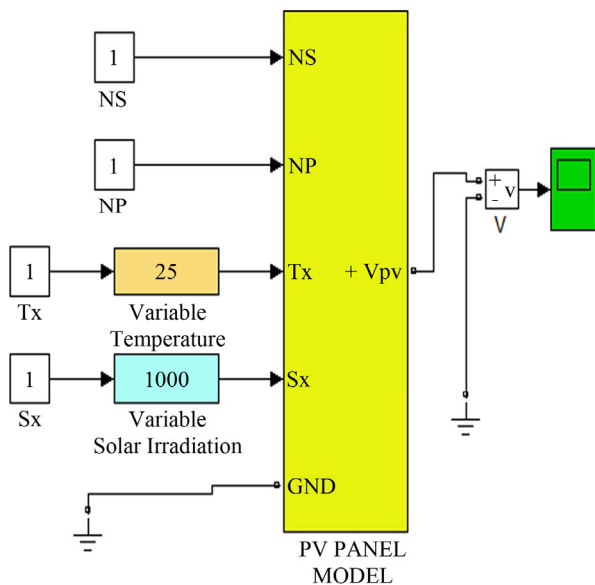 1
NS
NS
1
NP
NP
1
Tx
25
Variable
Temperature
Tx
+ Vpv
+
-
v
V
1
Sx
1000
Variable
Solar Irradiation
Sx
GND
PV PANEL
MODEL